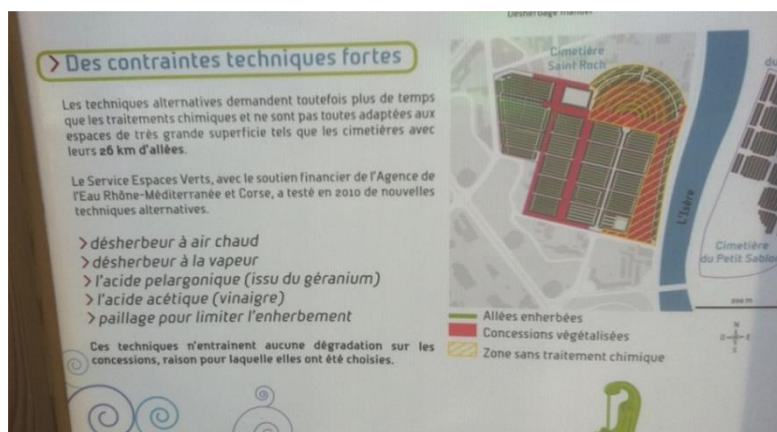 Désherbage manuel
> Des contraintes techniques fortes
Les techniques alternatives demandent toutefois plus de temps
que les traitements chimiques et ne sont pas toutes adaptées aux
espaces de très grande superficie tels que les cimetières avec
leurs 26 km d'allées.
Le Service Espaces Verts, avec le soutien financier de l'Agence de
l'Eau Rhône-Méditerranée et Corse, a testé en 2010 de nouvelles
techniques alternatives.
> désherbeur à air chaud
> désherbeur à la vapeur
> l'acide pelargonique (issu du géranium)
> l'acide acétique (vinaigre)
> paillage pour limiter l'enherbement
Ces techniques n'entrainent aucune dégradation sur les
concessions, raison pour laquelle elles ont été choisies.
Cimetière
Saint Roch
L'Isère
du
Cimetière
du Petit Sablo
200 m
Allées enherbées
Concessions végétalisées
Zone sans traitement chimique
N
O
E
S